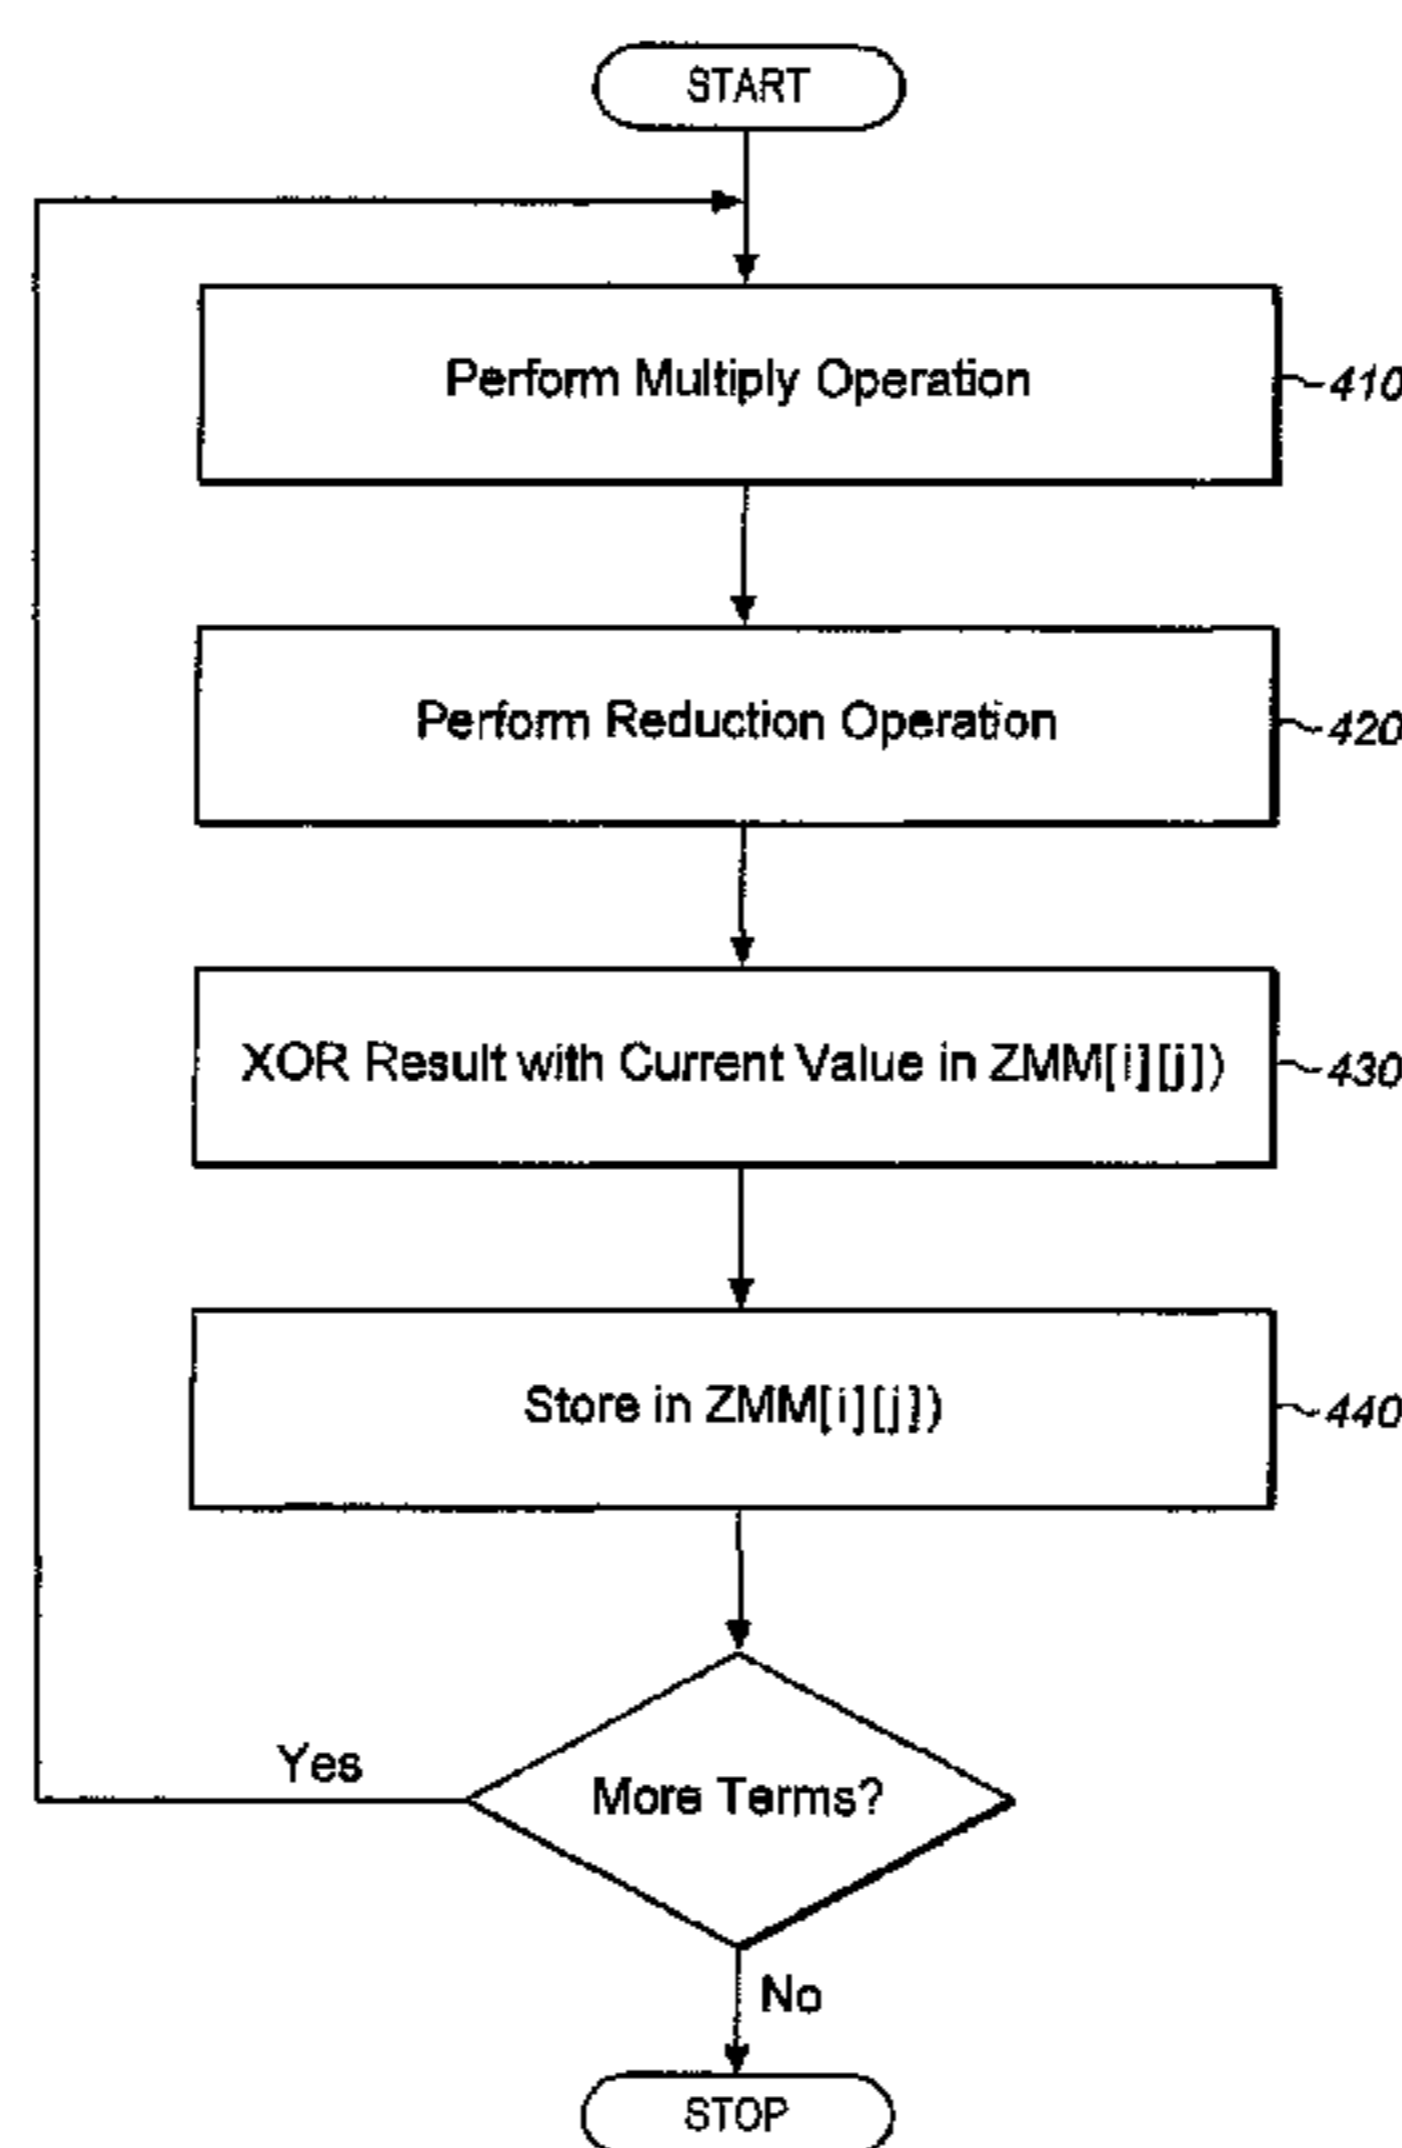 START
Perform Multiply Operation
410
Perform Reduction Operation
420
XOR Result with Current Value in ZMM[i][j])
430
Store in ZMM[i][j])
440
More Terms?
Yes
No
STOP